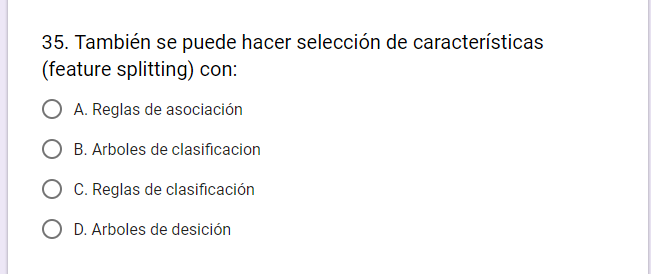 35. También se puede hacer selección de características
(feature splitting) con:
A. Reglas de asociación
B. Arboles de clasificacion
C. Reglas de clasificación
D. Arboles de desición